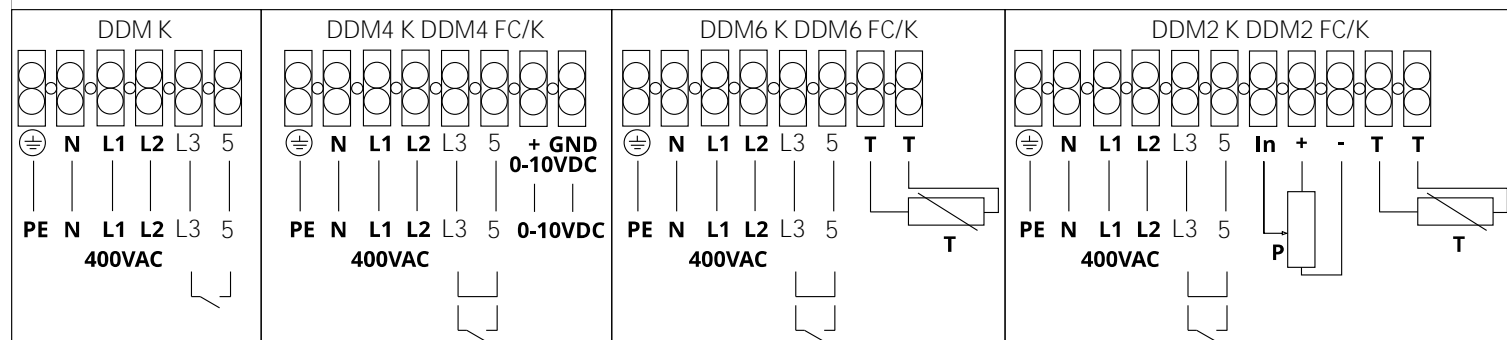 DDM K
N L1 L2 L3 5
PE N L1 L2 L3 5
400VAC
DDM4 K DDM4 FC/K
N L1 L2 L3 5 + GND
0-10VDC
PE N L1 L2 L3 5 0-10VDC
400VAC
DDM6 K DDM6 FC/K
N L1 L2 L3 5 T T
PE N L1 L2 L3 5
T
400VAC
DDM2 K DDM2 FC/K
N L1 L2 L3 5 In + - T T
PE N L1 L2 L3 5
P
T
400VAC